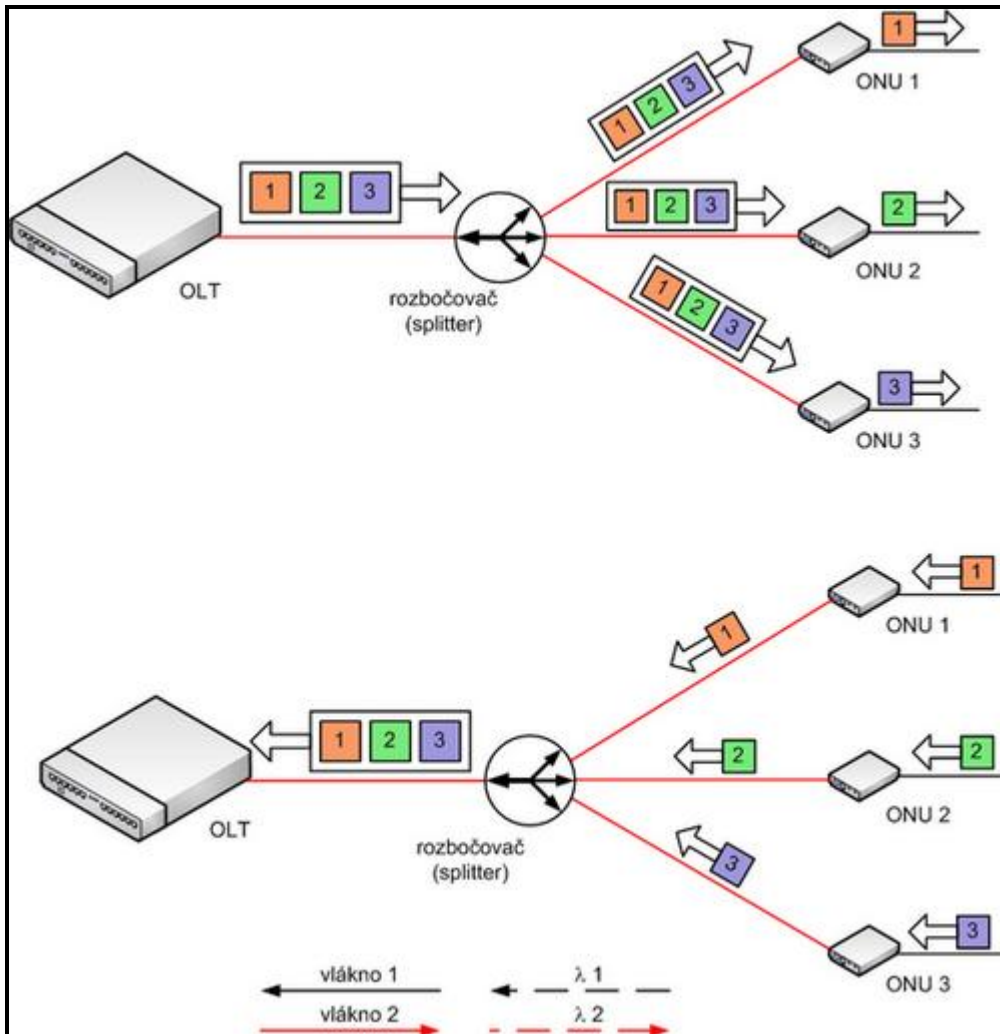 1
ONU 1
1 2 3
1 2 3
OLT
rozbočovač
(splitter)
1 2 3
2
ONU 2
1 2 3
3
ONU 3
1
ONU 1
1
1 2 3
OLT
rozbočovač
(splitter)
2
2
ONU 2
3
3
ONU 3
vlákno 1
λ 1
vlákno 2
λ 2